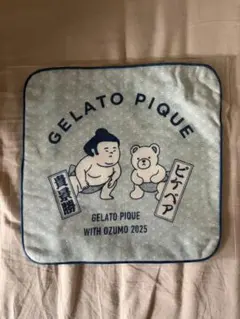 GELATO PIQUE
貴景勝
ピケベア
GELATO PIQUE
WITH OZUMO 2025